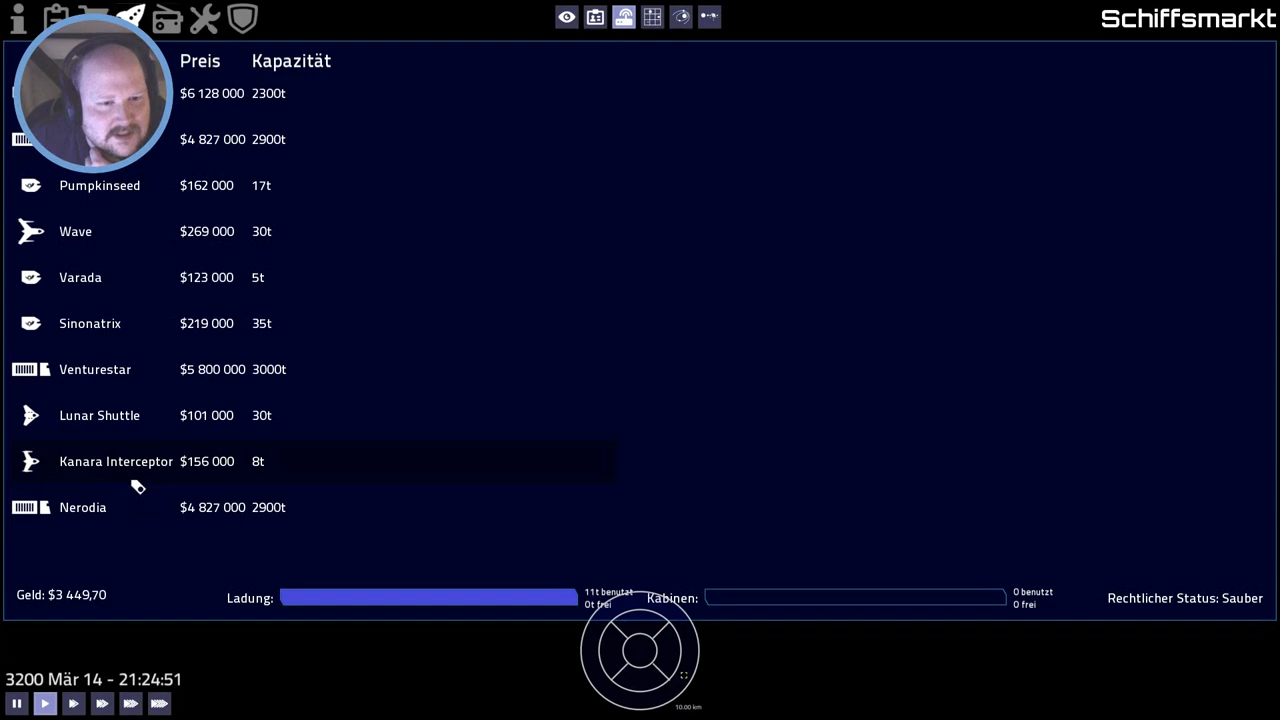 Schiffsmarkt
Preis Kapazität
$6 128 000 2300t
$4 827 000 2900t
Pumpkinseed $162 000 17t
Wave $269 000 30t
Varada $123 000 5t
Sinonatrix $219 000 35t
Venturestar $5 800 000 3000t
Lunar Shuttle $101 000 30t
Kanara Interceptor $156 000 8t
Nerodia $4 827 000 2900t
Geld: $3 449,70
Ladung:
11t benutzt
0t frei
Kabinen:
0 benutzt
0 frei
Rechtlicher Status: Sauber
3200 Mär 14 - 21:24:51
10.00 km